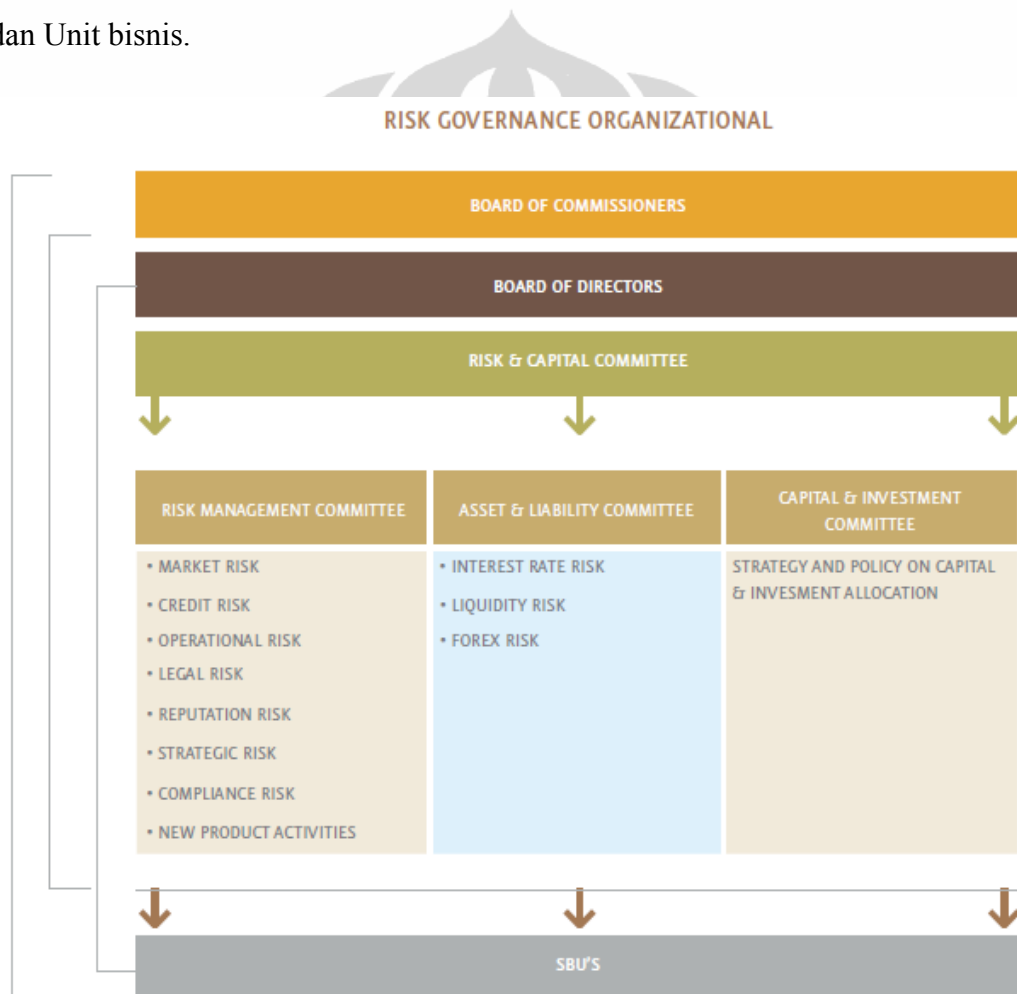 dan Unit bisnis.
RISK GOVERNANCE ORGANIZATIONAL
BOARD OF COMMISSIONERS
BOARD OF DIRECTORS
RISK & CAPITAL COMMITTEE
RISK MANAGEMENT COMMITTEE
• MARKET RISK
• CREDIT RISK
• OPERATIONAL RISK
• LEGAL RISK
• REPUTATION RISK
• STRATEGIC RISK
• COMPLIANCE RISK
• NEW PRODUCT ACTIVITIES
ASSET & LIABILITY COMMITTEE
• INTEREST RATE RISK
• LIQUIDITY RISK
• FOREX RISK
CAPITAL & INVESTMENT
COMMITTEE
STRATEGY AND POLICY ON CAPITAL
& INVESMENT ALLOCATION
SBU'S